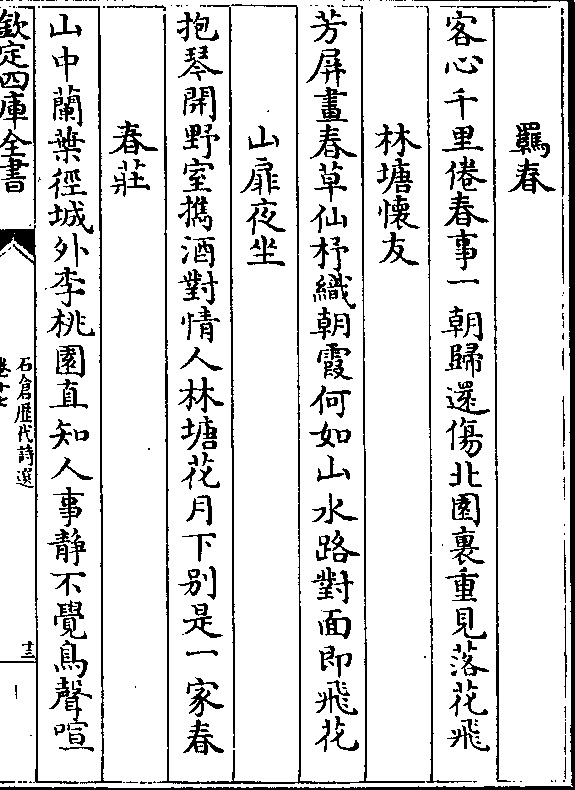 羈春
客心千里倦春事一朝歸還傷北園裏重見落花飛
林塘懷友
芳屏畫春草仙杼織朝霞何如山水路對面即飛花
山扉夜坐
抱琴開野室擕酒對情人林塘花月下别是一家春
春莊
山中蘭葉徑城外李桃園直知人事靜不覺鳥聲喧
欽定四庫全書
石倉歴代詩選
卷十七
十三